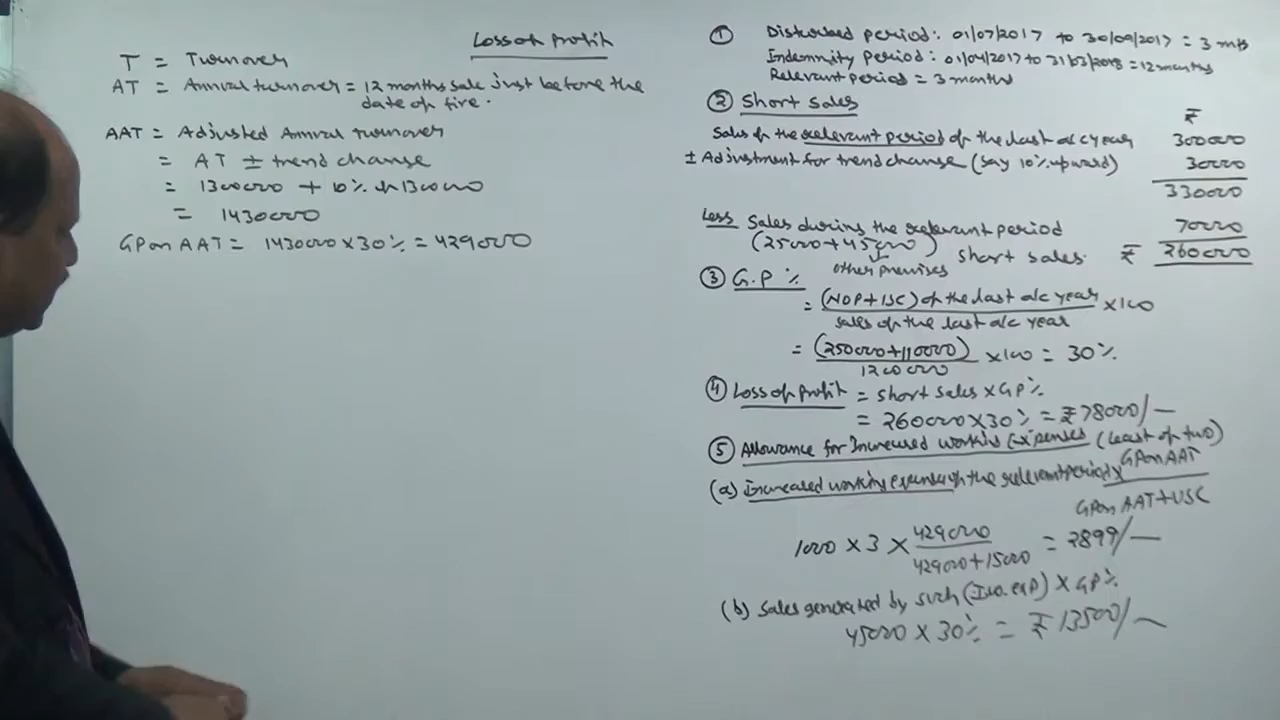 Loss of Profit
T = Turnover
AT = Annual turnover = 12 months sale just before the
date of fire.
AAT = Adjusted Annual turnover
= AT ± trend change
= 1300000 + 10% of 1300000
= 1430000
GP on AAT = 1430000 × 30% = 429000
① Disturbed period: 01/07/2017 to 30/09/2017 = 3 mths
Indemnity period: 01/04/2017 to 31/03/2018 = 12 months
Relevant period = 3 months
② Short Sales ₹
Sales of the relevant period of the last a/c year 300000
± Adjustment for trend change (say 10% upward) 30000
330000
Less Sales during the relevant period 70000
(25000 + 45000) short sales. ₹ 260000
other premises
③ G.P %
= (NOP + ISC) of the last a/c year × 100
sales of the last a/c year
= (250000 + 110000) × 100 = 30%
1200000
④ Loss of Profit = Short Sales × GP%
= 260000 × 30% = ₹ 78000/-
⑤ Allowance for Increased working Expenses (least of two)
(a) Increased working expenses of the relevant period × GP on AAT
GP on AAT + USC
1000 × 3 × 429000 = 2899/-
429000 + 15000
(b) Sales generated by such (Inc. exp) × GP%
45000 × 30% = ₹ 13500/-